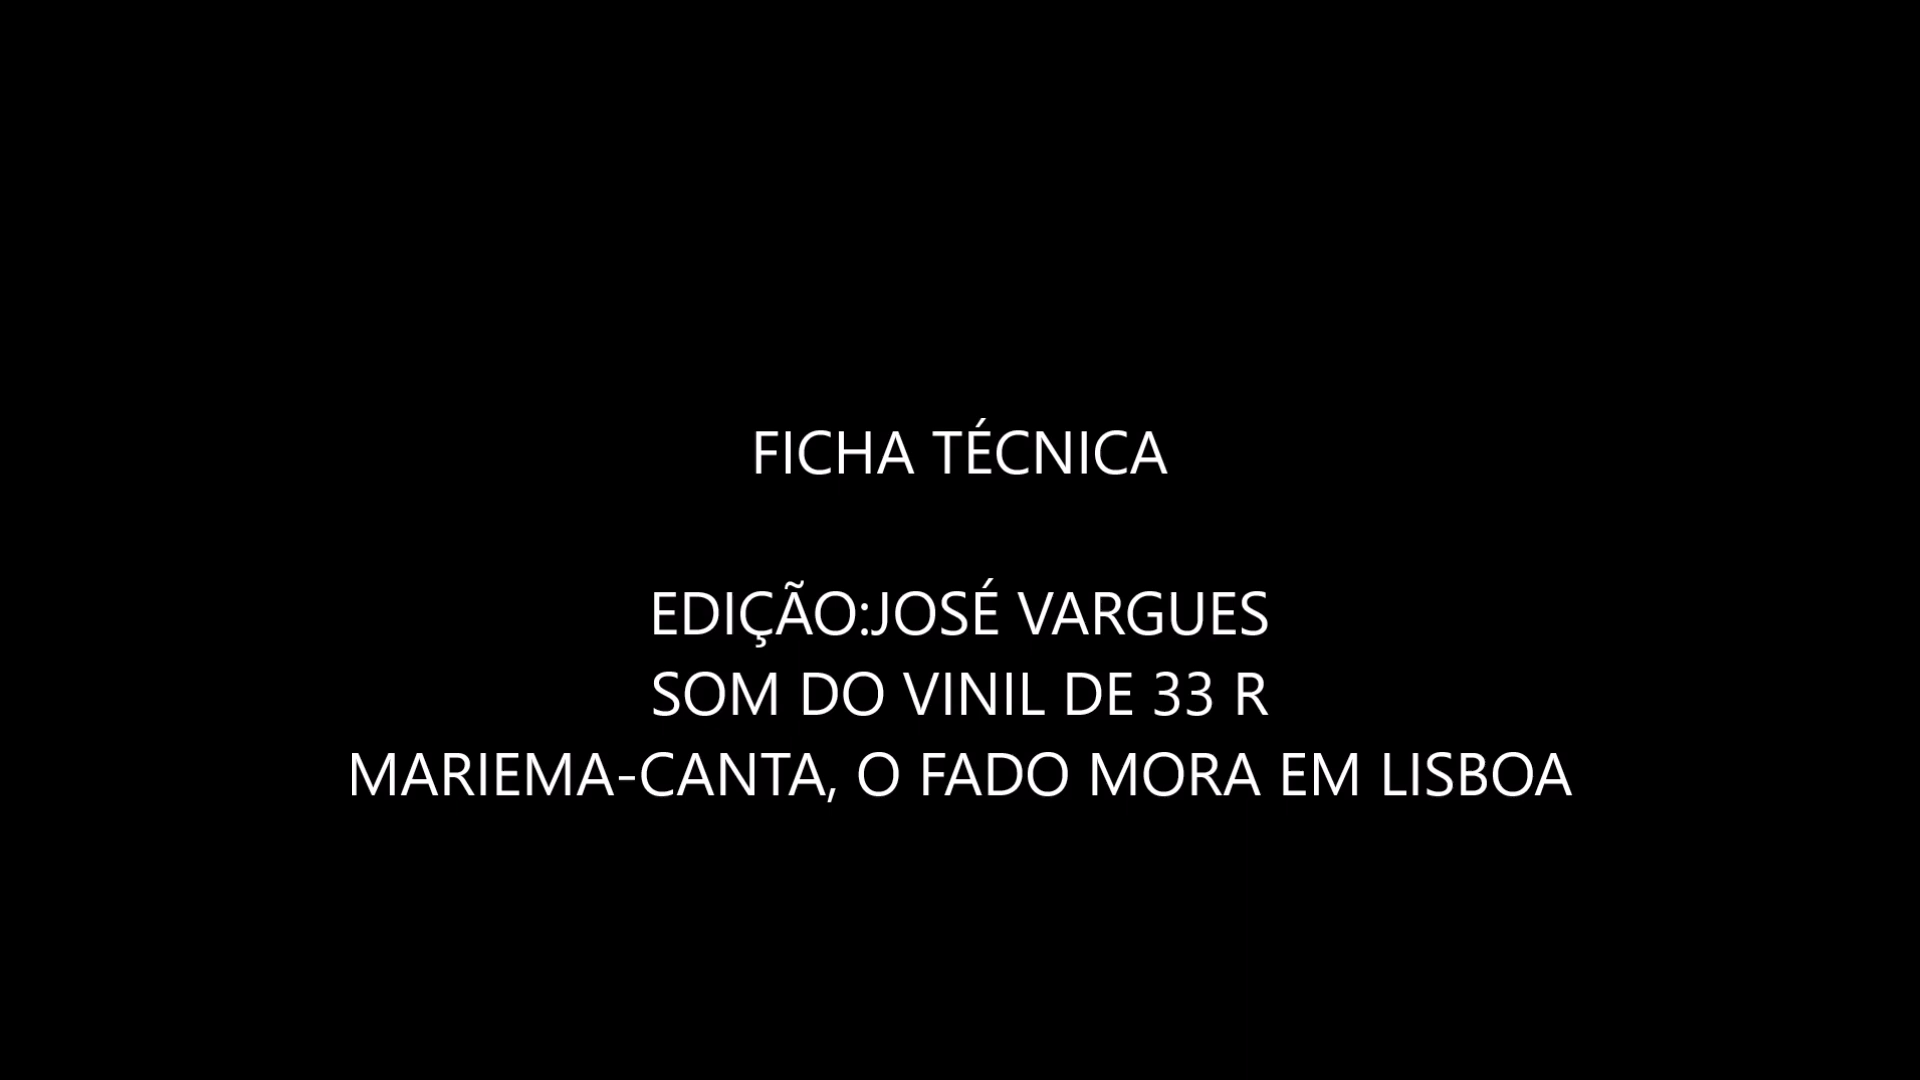 FICHA TÉCNICA
EDIÇÃO:JOSÉ VARGUES
SOM DO VINIL DE 33 R
MARIEMA-CANTA, O FADO MORA EM LISBOA